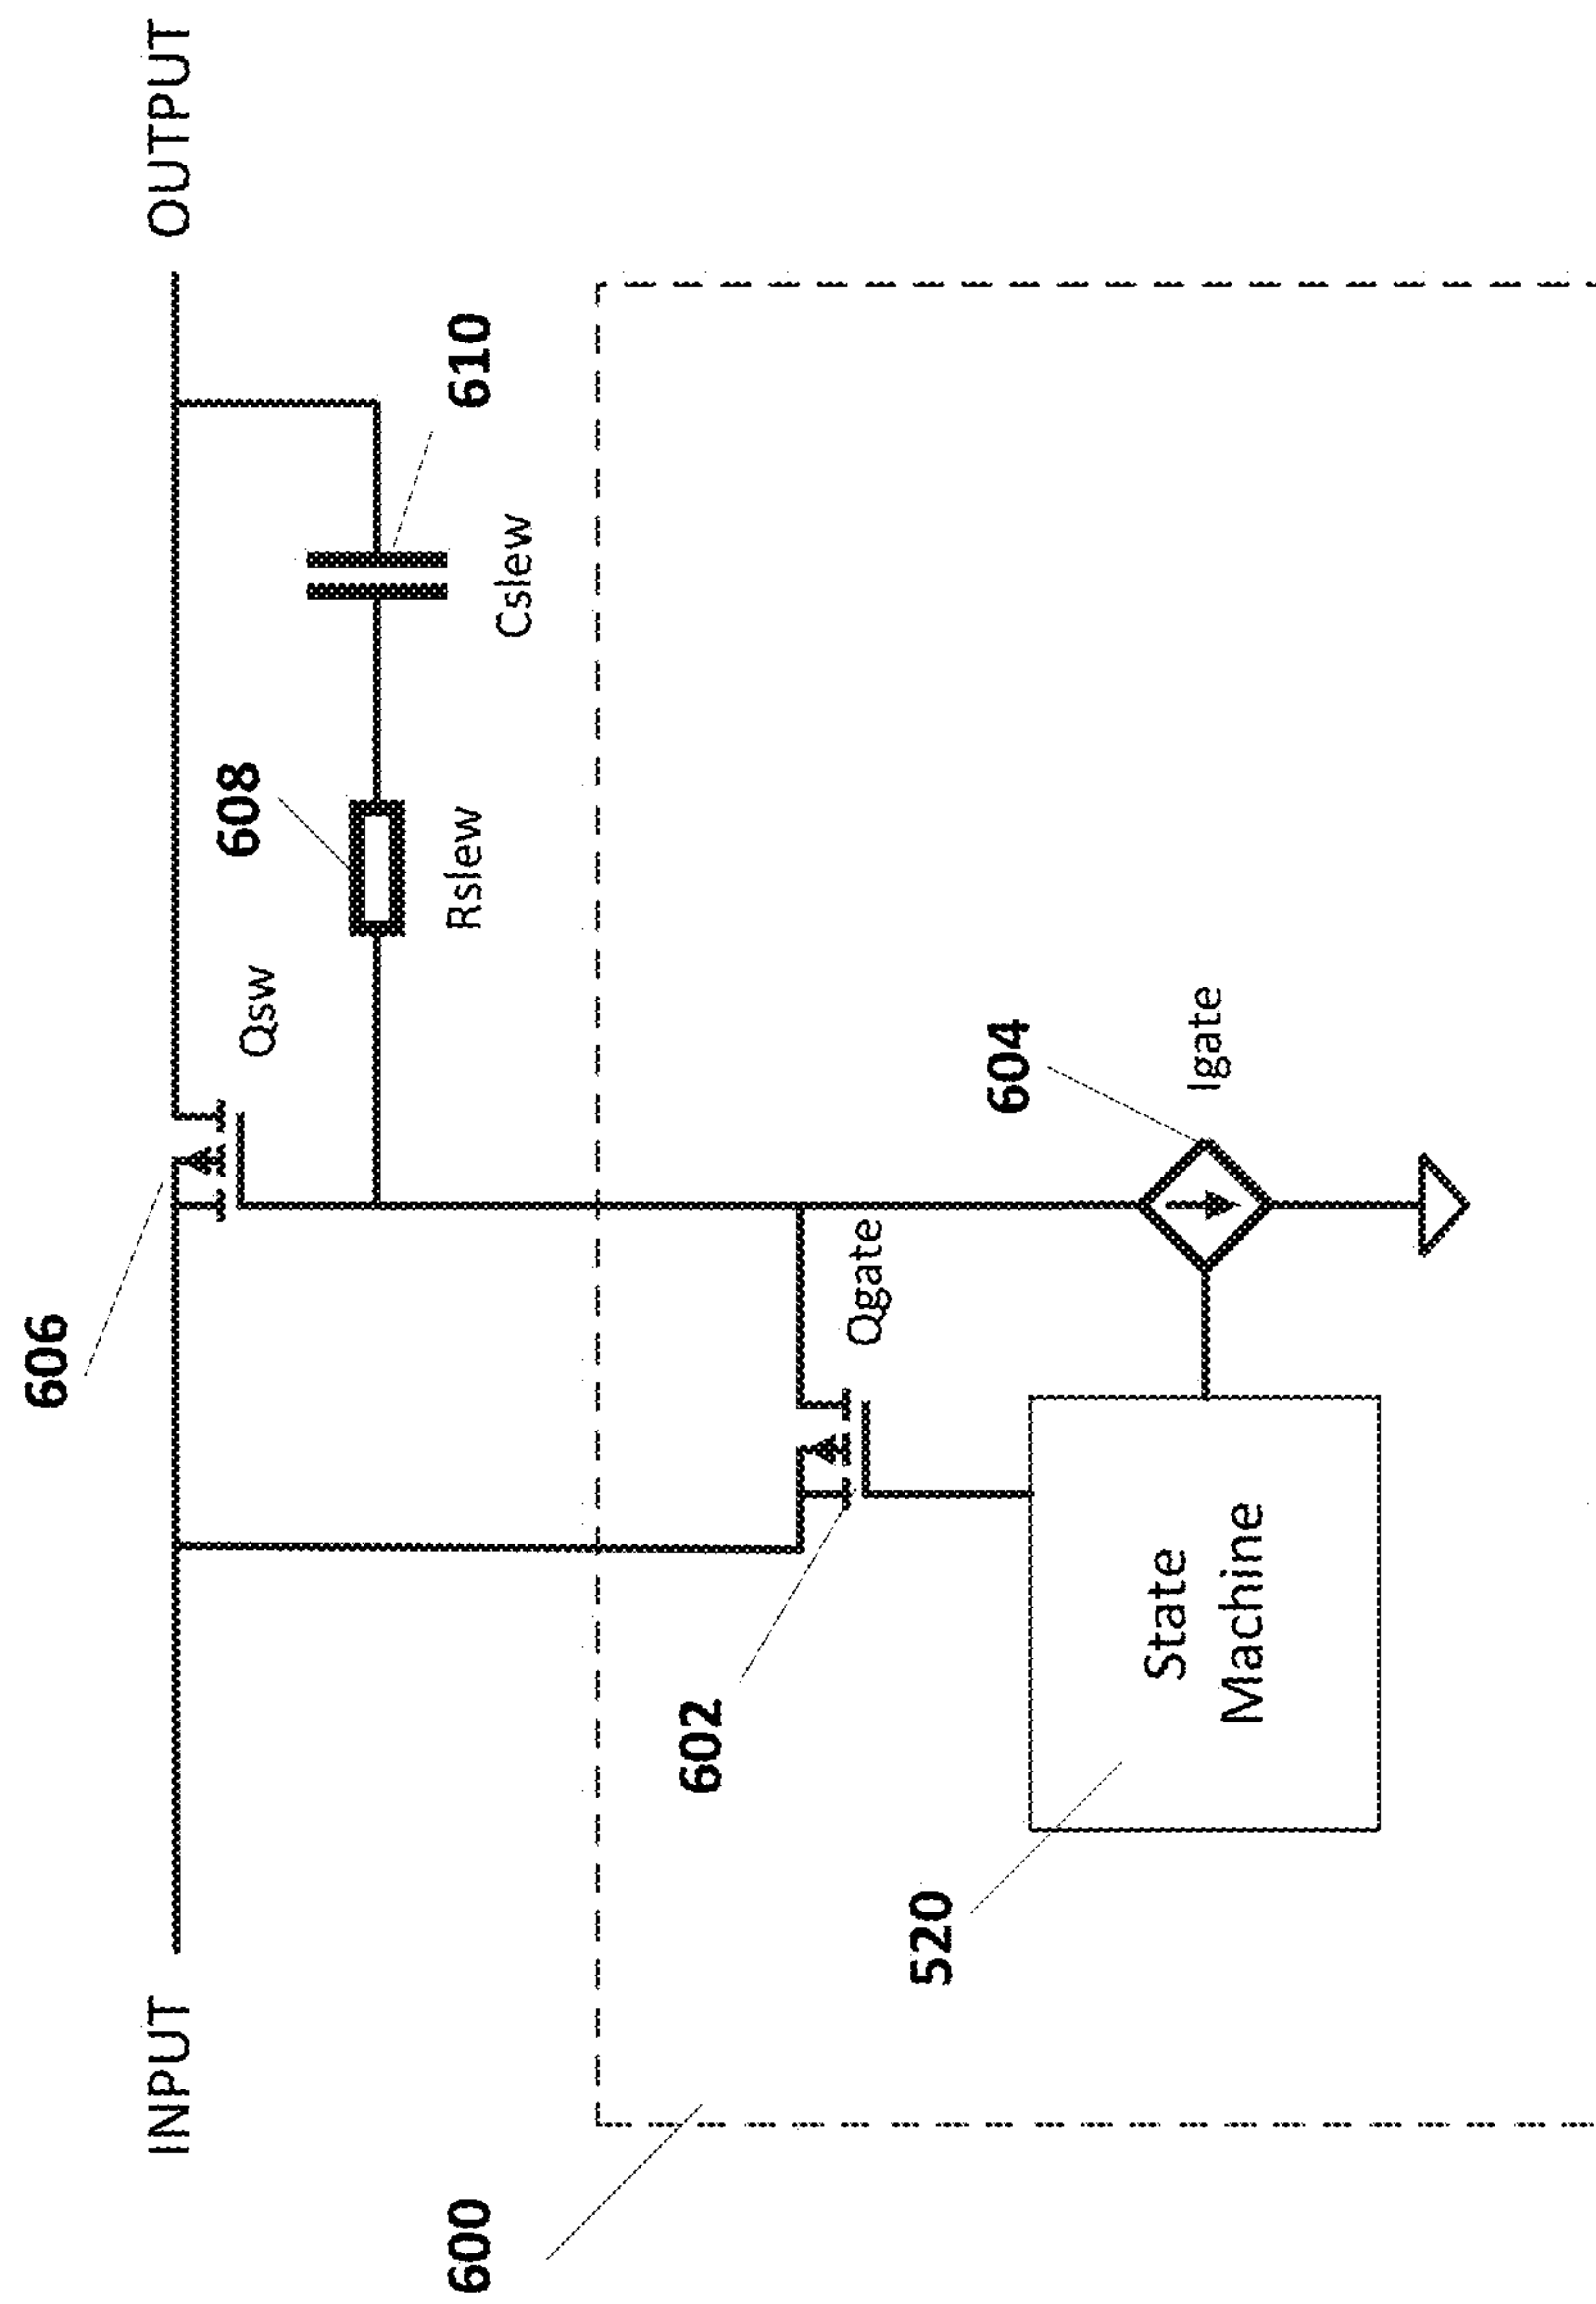 606
INPUT
OUTPUT
Qsw
608
610
Rslew
Cslew
600
602
Qgate
604
Igate
520
State
Machine